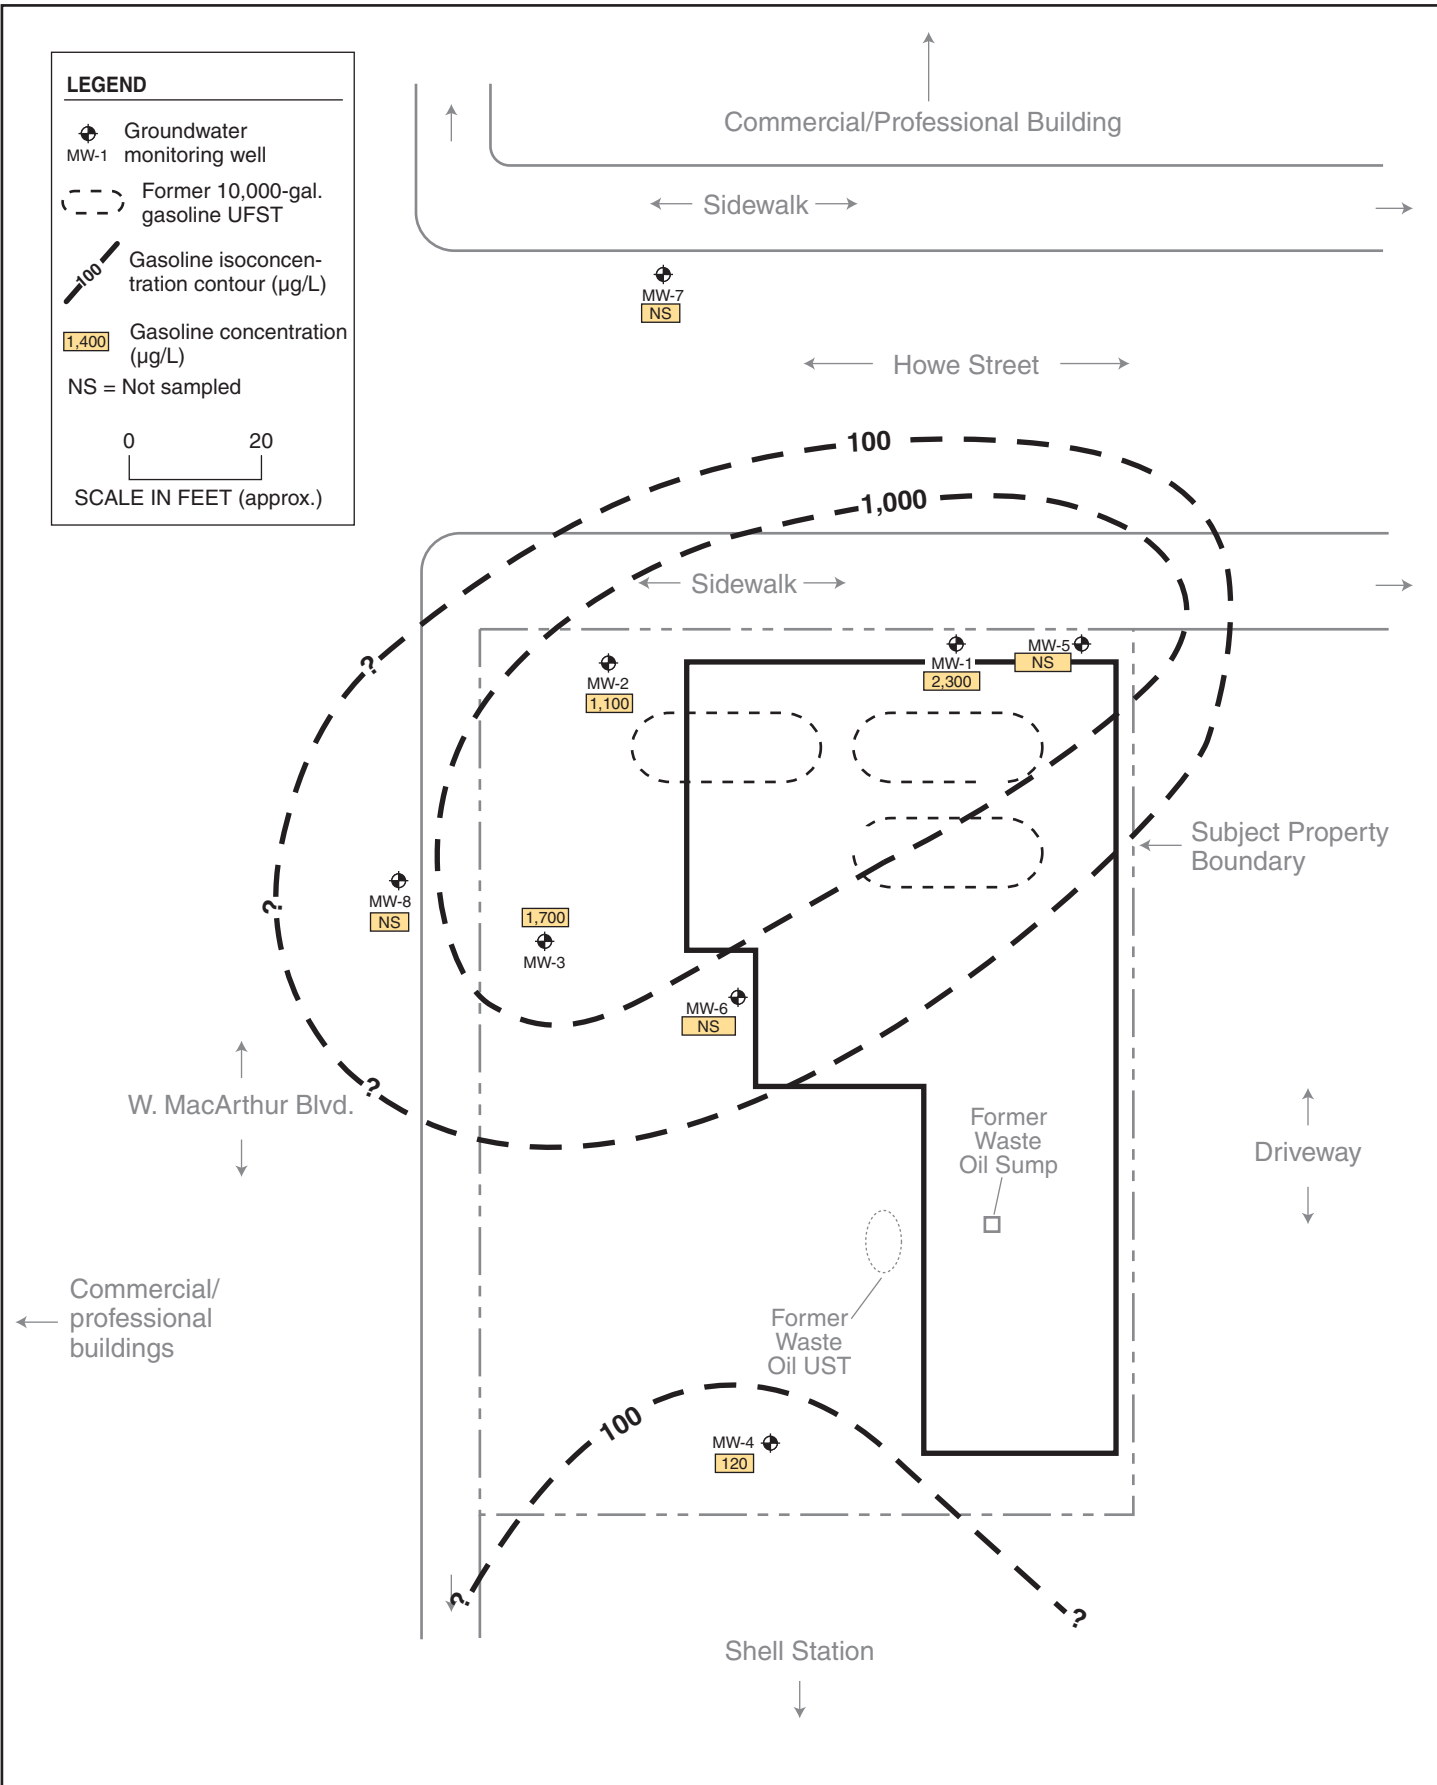 LEGEND
MW-1
Groundwater
monitoring well
Former 10,000-gal.
gasoline UFST
100
Gasoline isoconcen-
tration contour (µg/L)
1,400
Gasoline concentration
(µg/L)
NS = Not sampled
0 20
SCALE IN FEET (approx.)
Commercial/Professional Building
Sidewalk
MW-7
NS
Howe Street
100
1,000
Sidewalk
?
MW-2
1,100
MW-1
2,300
MW-5
NS
Subject Property
Boundary
?
MW-8
NS
1,700
MW-3
MW-6
NS
?
W. MacArthur Blvd.
Former
Waste
Oil Sump
Driveway
Commercial/
professional
buildings
Former
Waste
Oil UST
100
MW-4
120
?
?
Shell Station